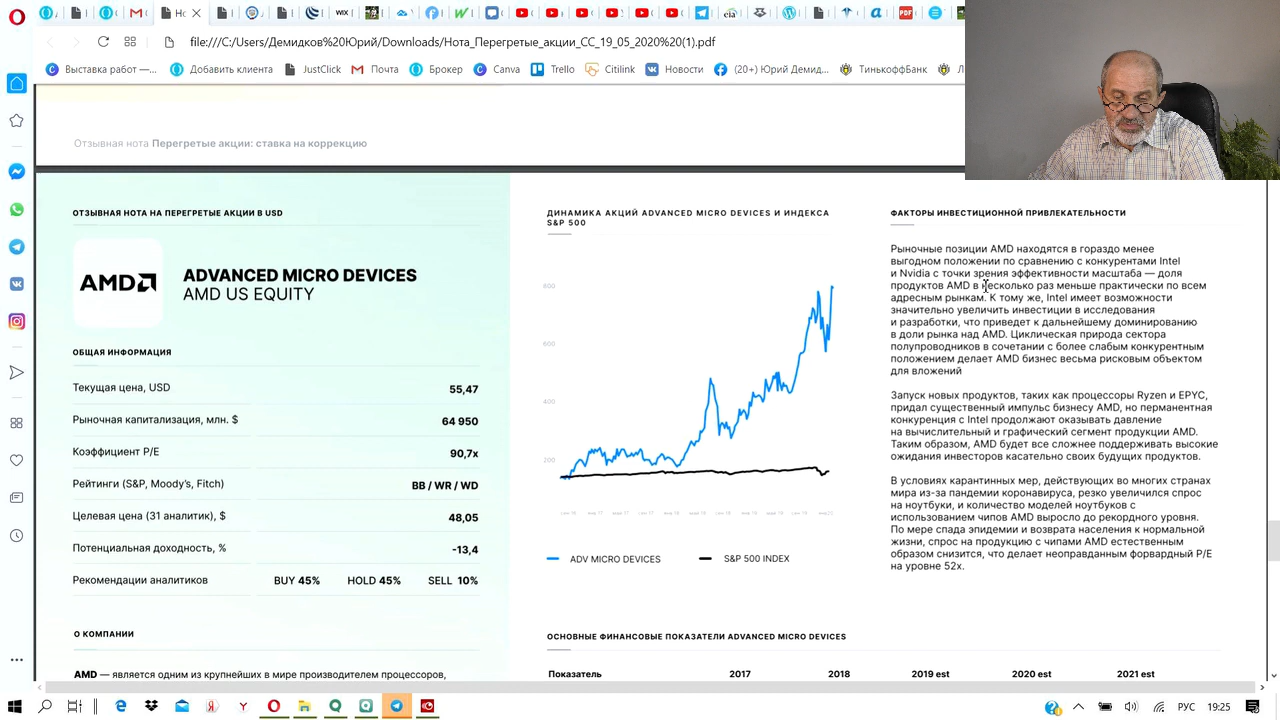 Но
WIX
eia
PDF
file:///C:/Users/Демидков%20Юрий/Downloads/Нота_Перегретые_акции_СС_19_05_2020%20(1).pdf
Выставка работ —...
Добавить клиента
JustClick
Почта
Брокер
Canva
Trello
Citilink
Новости
(20+) Юрий Демид...
ТинькоффБанк
Отзывная нота Перегретые акции: ставка на коррекцию
ОТЗЫВНАЯ НОТА НА ПЕРЕГРЕТЫЕ АКЦИИ В USD
AMD
ADVANCED MICRO DEVICES
AMD US EQUITY
ОБЩАЯ ИНФОРМАЦИЯ
Текущая цена, USD 55,47
Рыночная капитализация, млн. $ 64 950
Коэффициент P/E 90,7x
Рейтинги (S&P, Moody's, Fitch) BB / WR / WD
Целевая цена (31 аналитик), $ 48,05
Потенциальная доходность, % -13,4
Рекомендации аналитиков BUY 45% HOLD 45% SELL 10%
О КОМПАНИИ
AMD — является одним из крупнейших в мире производителем процессоров,
ДИНАМИКА АКЦИЙ ADVANCED MICRO DEVICES И ИНДЕКСА
S&P 500
800
600
400
200
ADV MICRO DEVICES
S&P 500 INDEX
ФАКТОРЫ ИНВЕСТИЦИОННОЙ ПРИВЛЕКАТЕЛЬНОСТИ
Рыночные позиции AMD находятся в гораздо менее
выгодном положении по сравнению с конкурентами Intel
и Nvidia с точки зрения эффективности масштаба — доля
продуктов AMD в несколько раз меньше практически по всем
адресным рынкам. К тому же, Intel имеет возможности
значительно увеличить инвестиции в исследования
и разработки, что приведет к дальнейшему доминированию
в доли рынка над AMD. Циклическая природа сектора
полупроводников в сочетании с более слабым конкурентным
положением делает AMD бизнес весьма рисковым объектом
для вложений
Запуск новых продуктов, таких как процессоры Ryzen и EPYC,
придал существенный импульс бизнесу AMD, но перманентная
конкуренция с Intel продолжают оказывать давление
на вычислительный и графический сегмент продукции AMD.
Таким образом, AMD будет все сложнее поддерживать высокие
ожидания инвесторов касательно своих будущих продуктов.
В условиях карантинных мер, действующих во многих странах
мира из-за пандемии коронавируса, резко увеличился спрос
на ноутбуки, и количество моделей ноутбуков с
использованием чипов AMD выросло до рекордного уровня.
По мере спада эпидемии и возврата населения к нормальной
жизни, спрос на продукцию с чипами AMD естественным
образом снизится, что делает неоправданным форвардный P/E
на уровне 52x.
ОСНОВНЫЕ ФИНАНСОВЫЕ ПОКАЗАТЕЛИ ADVANCED MICRO DEVICES
Показатель 2017 2018 2019 est 2020 est 2021 est
РУС
19:25